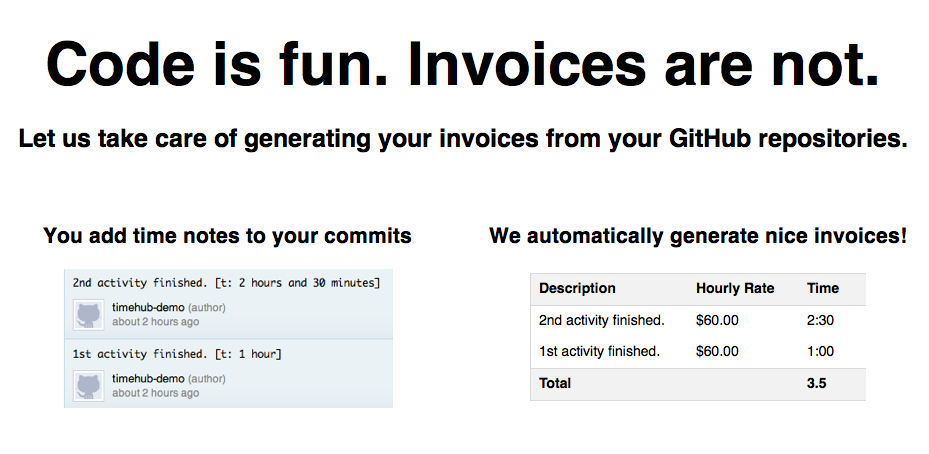 Code is fun. Invoices are not.
Let us take care of generating your invoices from your GitHub repositories.
You add time notes to your commits
2nd activity finished. [t: 2 hours and 30 minutes]
timehub-demo (author)
about 2 hours ago
1st activity finished. [t: 1 hour]
timehub-demo (author)
about 2 hours ago
We automatically generate nice invoices!
Description Hourly Rate Time
2nd activity finished. $60.00 2:30
1st activity finished. $60.00 1:00
Total 3.5